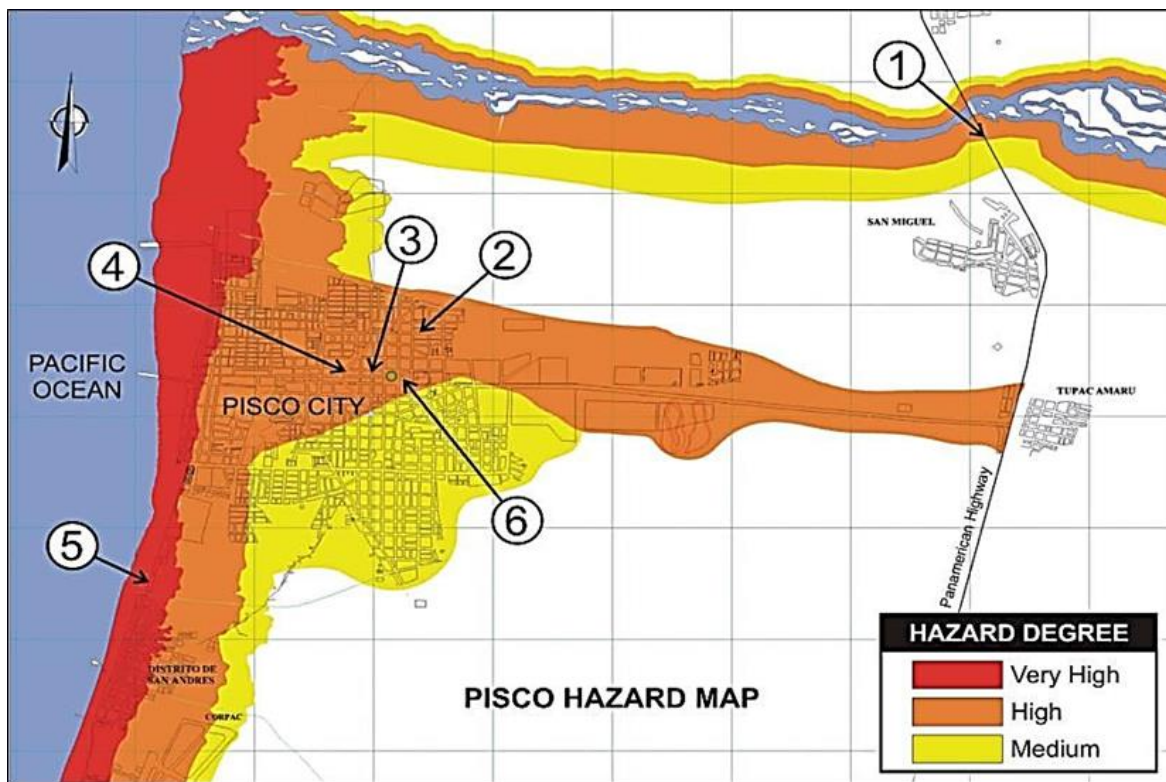 1
SAN MIGUEL
2
3
4
PACIFIC
OCEAN
PISCO CITY
TUPAC AMARU
6
5
Panamerican Highway
DISTRITO DE
SAN ANDRES
CORPAC
PISCO HAZARD MAP
HAZARD DEGREE
Very High
High
Medium